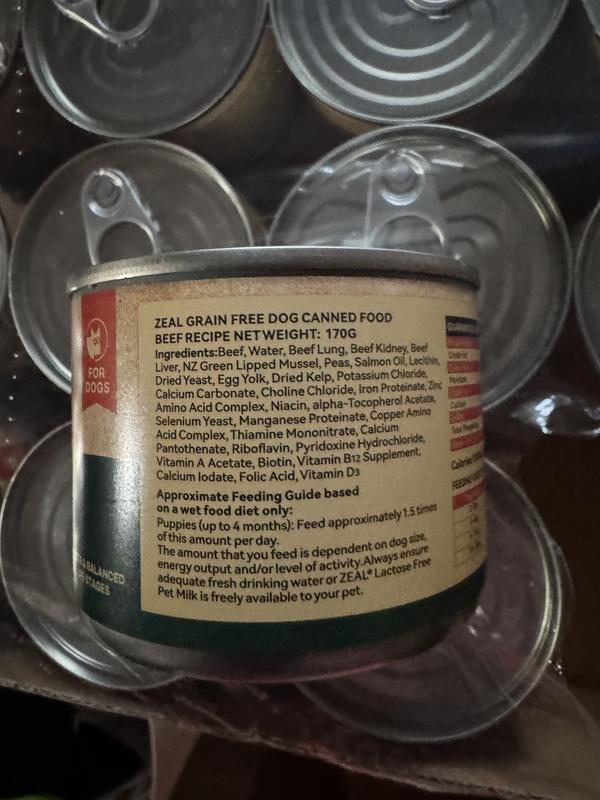 FOR
DOGS
& BALANCED
STAGES
ZEAL GRAIN FREE DOG CANNED FOOD
BEEF RECIPE NET WEIGHT: 170G
Ingredients:Beef, Water, Beef Lung, Beef Kidney, Beef
Liver, NZ Green Lipped Mussel, Peas, Salmon Oil, Lecithin,
Dried Yeast, Egg Yolk, Dried Kelp, Potassium Chloride,
Calcium Carbonate, Choline Chloride, Iron Proteinate, Zinc
Amino Acid Complex, Niacin, alpha-Tocopherol Acetate,
Selenium Yeast, Manganese Proteinate, Copper Amino
Acid Complex, Thiamine Mononitrate, Calcium
Pantothenate, Riboflavin, Pyridoxine Hydrochloride,
Vitamin A Acetate, Biotin, Vitamin B12 Supplement,
Calcium Iodate, Folic Acid, Vitamin D3
Approximate Feeding Guide based
on a wet food diet only:
Puppies (up to 4 months): Feed approximately 1.5 times
of this amount per day.
The amount that you feed is dependent on dog size,
energy output and/or level of activity. Always ensure
adequate fresh drinking water or ZEAL® Lactose Free
Pet Milk is freely available to your pet.
Crude Fat
Moisture
Calcium